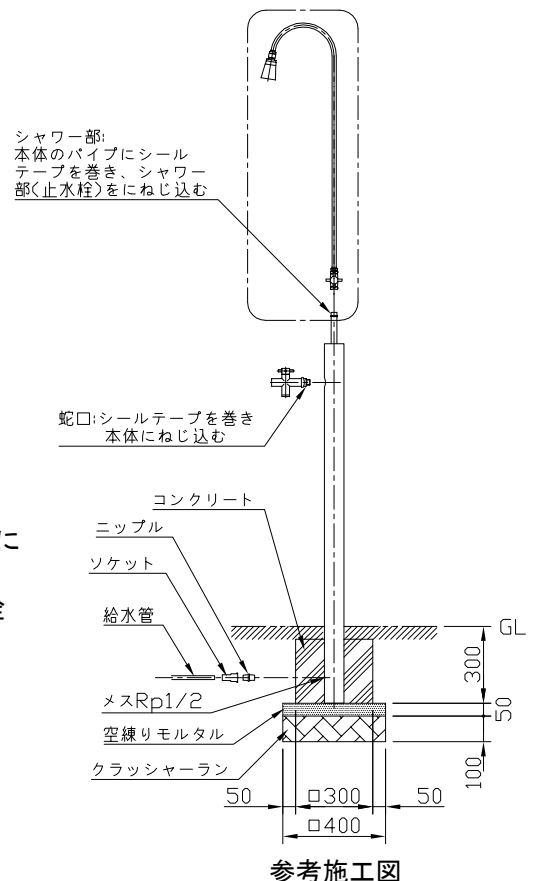 シャワー部:
本体のパイプにシール
テープを巻き、シャワー
部(止水栓)をにねじ込む
蛇口:シールテープを巻き
本体にねじ込む
コンクリート
ニップル
に
ソケット
給水管
GL
300
メスRp1/2
50
空練りモルタル
クラッシャーラン
100
50
□300
50
□400
参考施工図